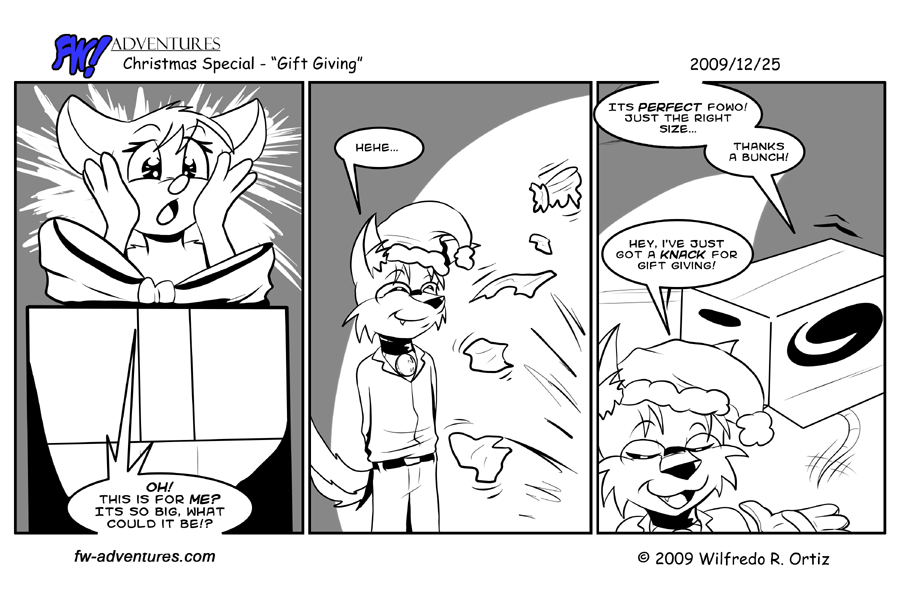 FW! ADVENTURES
Christmas Special - “Gift Giving”
2009/12/25
OH!
THIS IS FOR ME?
ITS SO BIG, WHAT
COULD IT BE!?
HEHE...
ITS PERFECT FOWO!
JUST THE RIGHT
SIZE...
THANKS
A BUNCH!
HEY, I'VE JUST
GOT A KNACK FOR
GIFT GIVING!
fw-adventures.com
© 2009 Wilfredo R. Ortiz